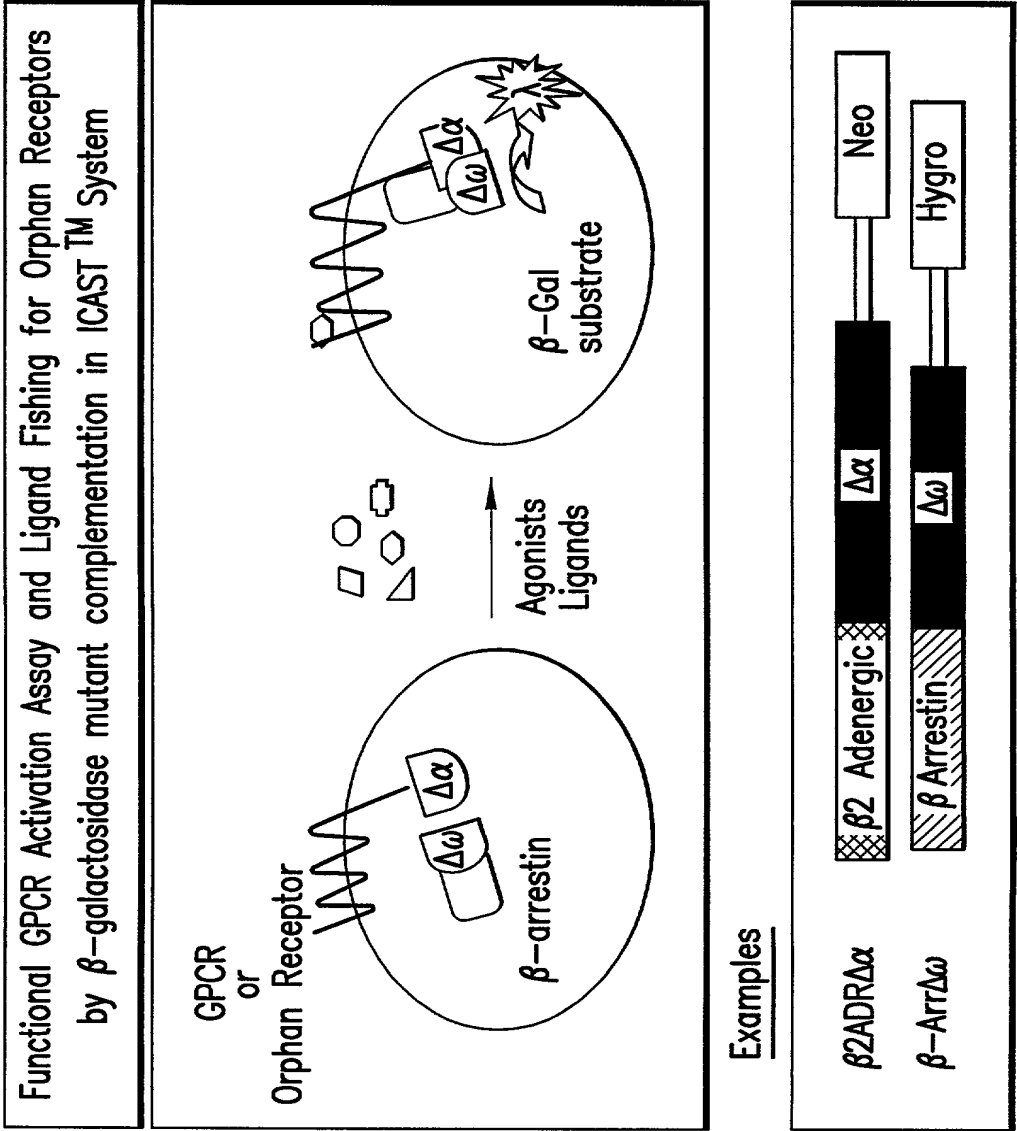 Functional GPCR Activation Assay and Ligand Fishing for Orphan Receptors
by β-galactosidase mutant complementation in ICAST™ System
GPCR
or
Orphan Receptor
Δω
Δα
β-arrestin
Agonists
Ligands
Δα
Δω
λ
β-Gal
substrate
Examples
β2ADRΔα
β2 Adenergic
Δα
Neo
β-ArrΔω
β Arrestin
Δω
Hygro